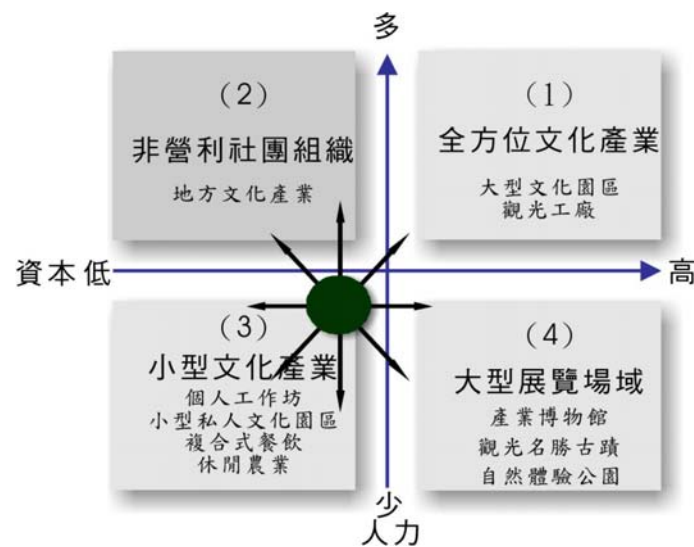 多
（2）
非營利社團組織
地方文化產業
（1）
全方位文化產業
大型文化園區
觀光工廠
資本低
高
（3）
小型文化產業
個人工作坊
小型私人文化園區
複合式餐飲
休閒農業
（4）
大型展覽場域
產業博物館
觀光名勝古蹟
自然體驗公園
少
人力